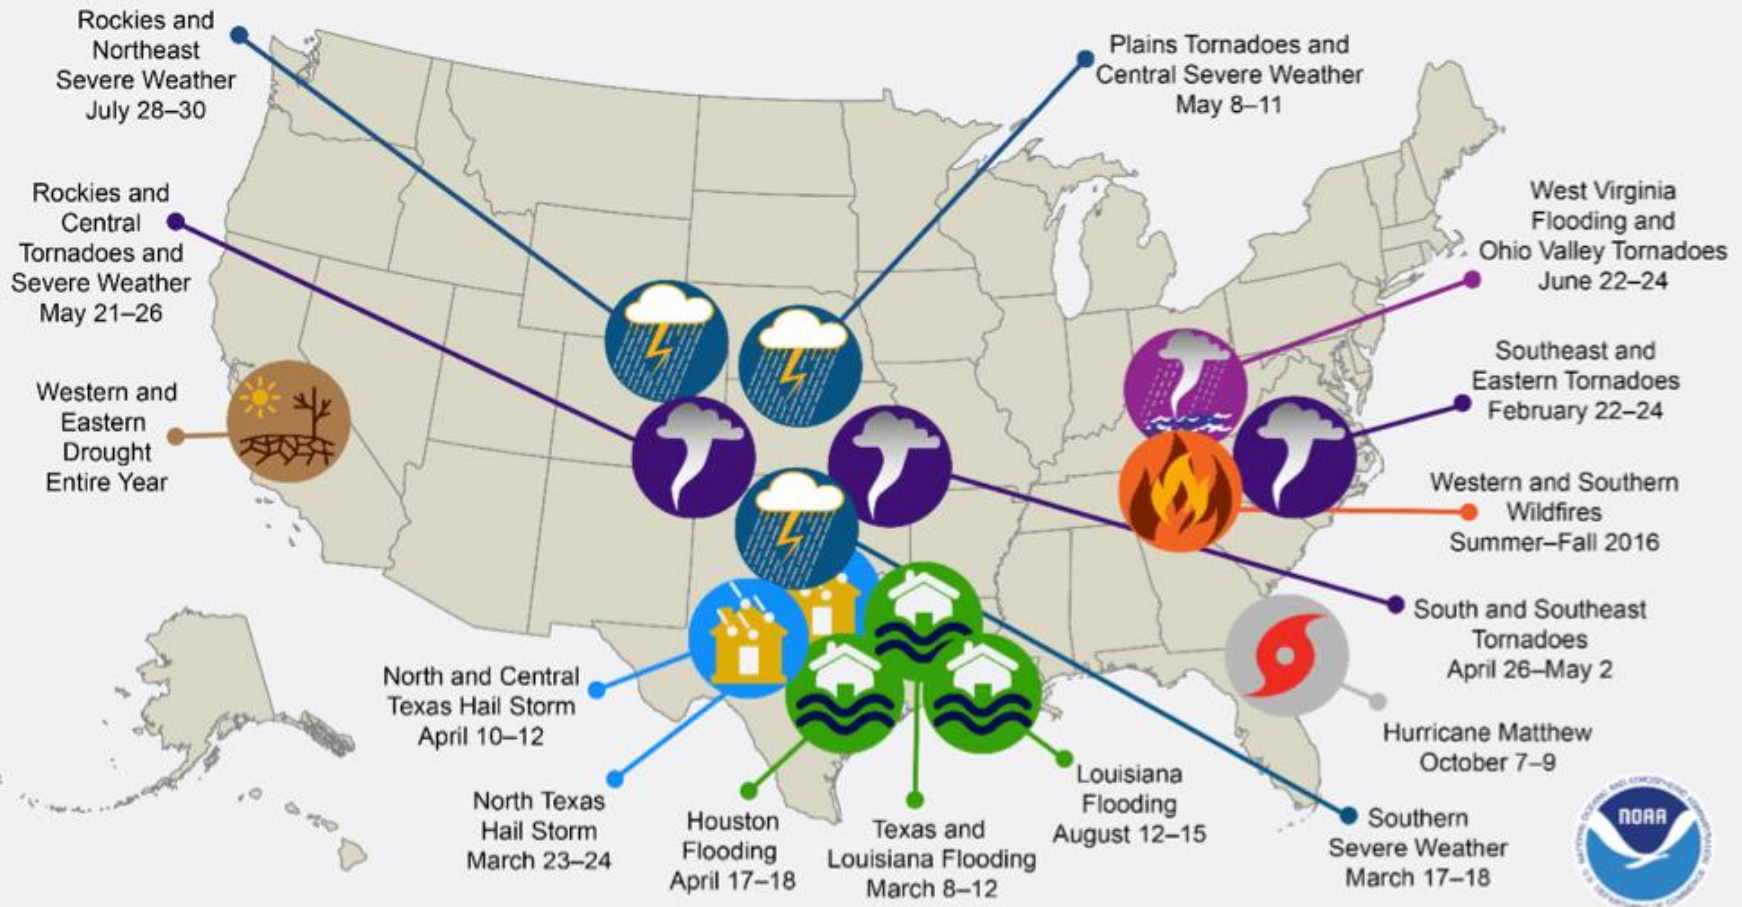 Rockies and
Northeast
Severe Weather
July 28–30
Plains Tornadoes and
Central Severe Weather
May 8–11
Rockies and
Central
Tornadoes and
Severe Weather
May 21–26
West Virginia
Flooding and
Ohio Valley Tornadoes
June 22–24
Western and
Eastern
Drought
Entire Year
Southeast and
Eastern Tornadoes
February 22–24
Western and Southern
Wildfires
Summer–Fall 2016
South and Southeast
Tornadoes
April 26–May 2
North and Central
Texas Hail Storm
April 10–12
Hurricane Matthew
October 7–9
North Texas
Hail Storm
March 23–24
Houston
Flooding
April 17–18
Texas and
Louisiana Flooding
March 8–12
Louisiana
Flooding
August 12–15
Southern
Severe Weather
March 17–18
NOAA